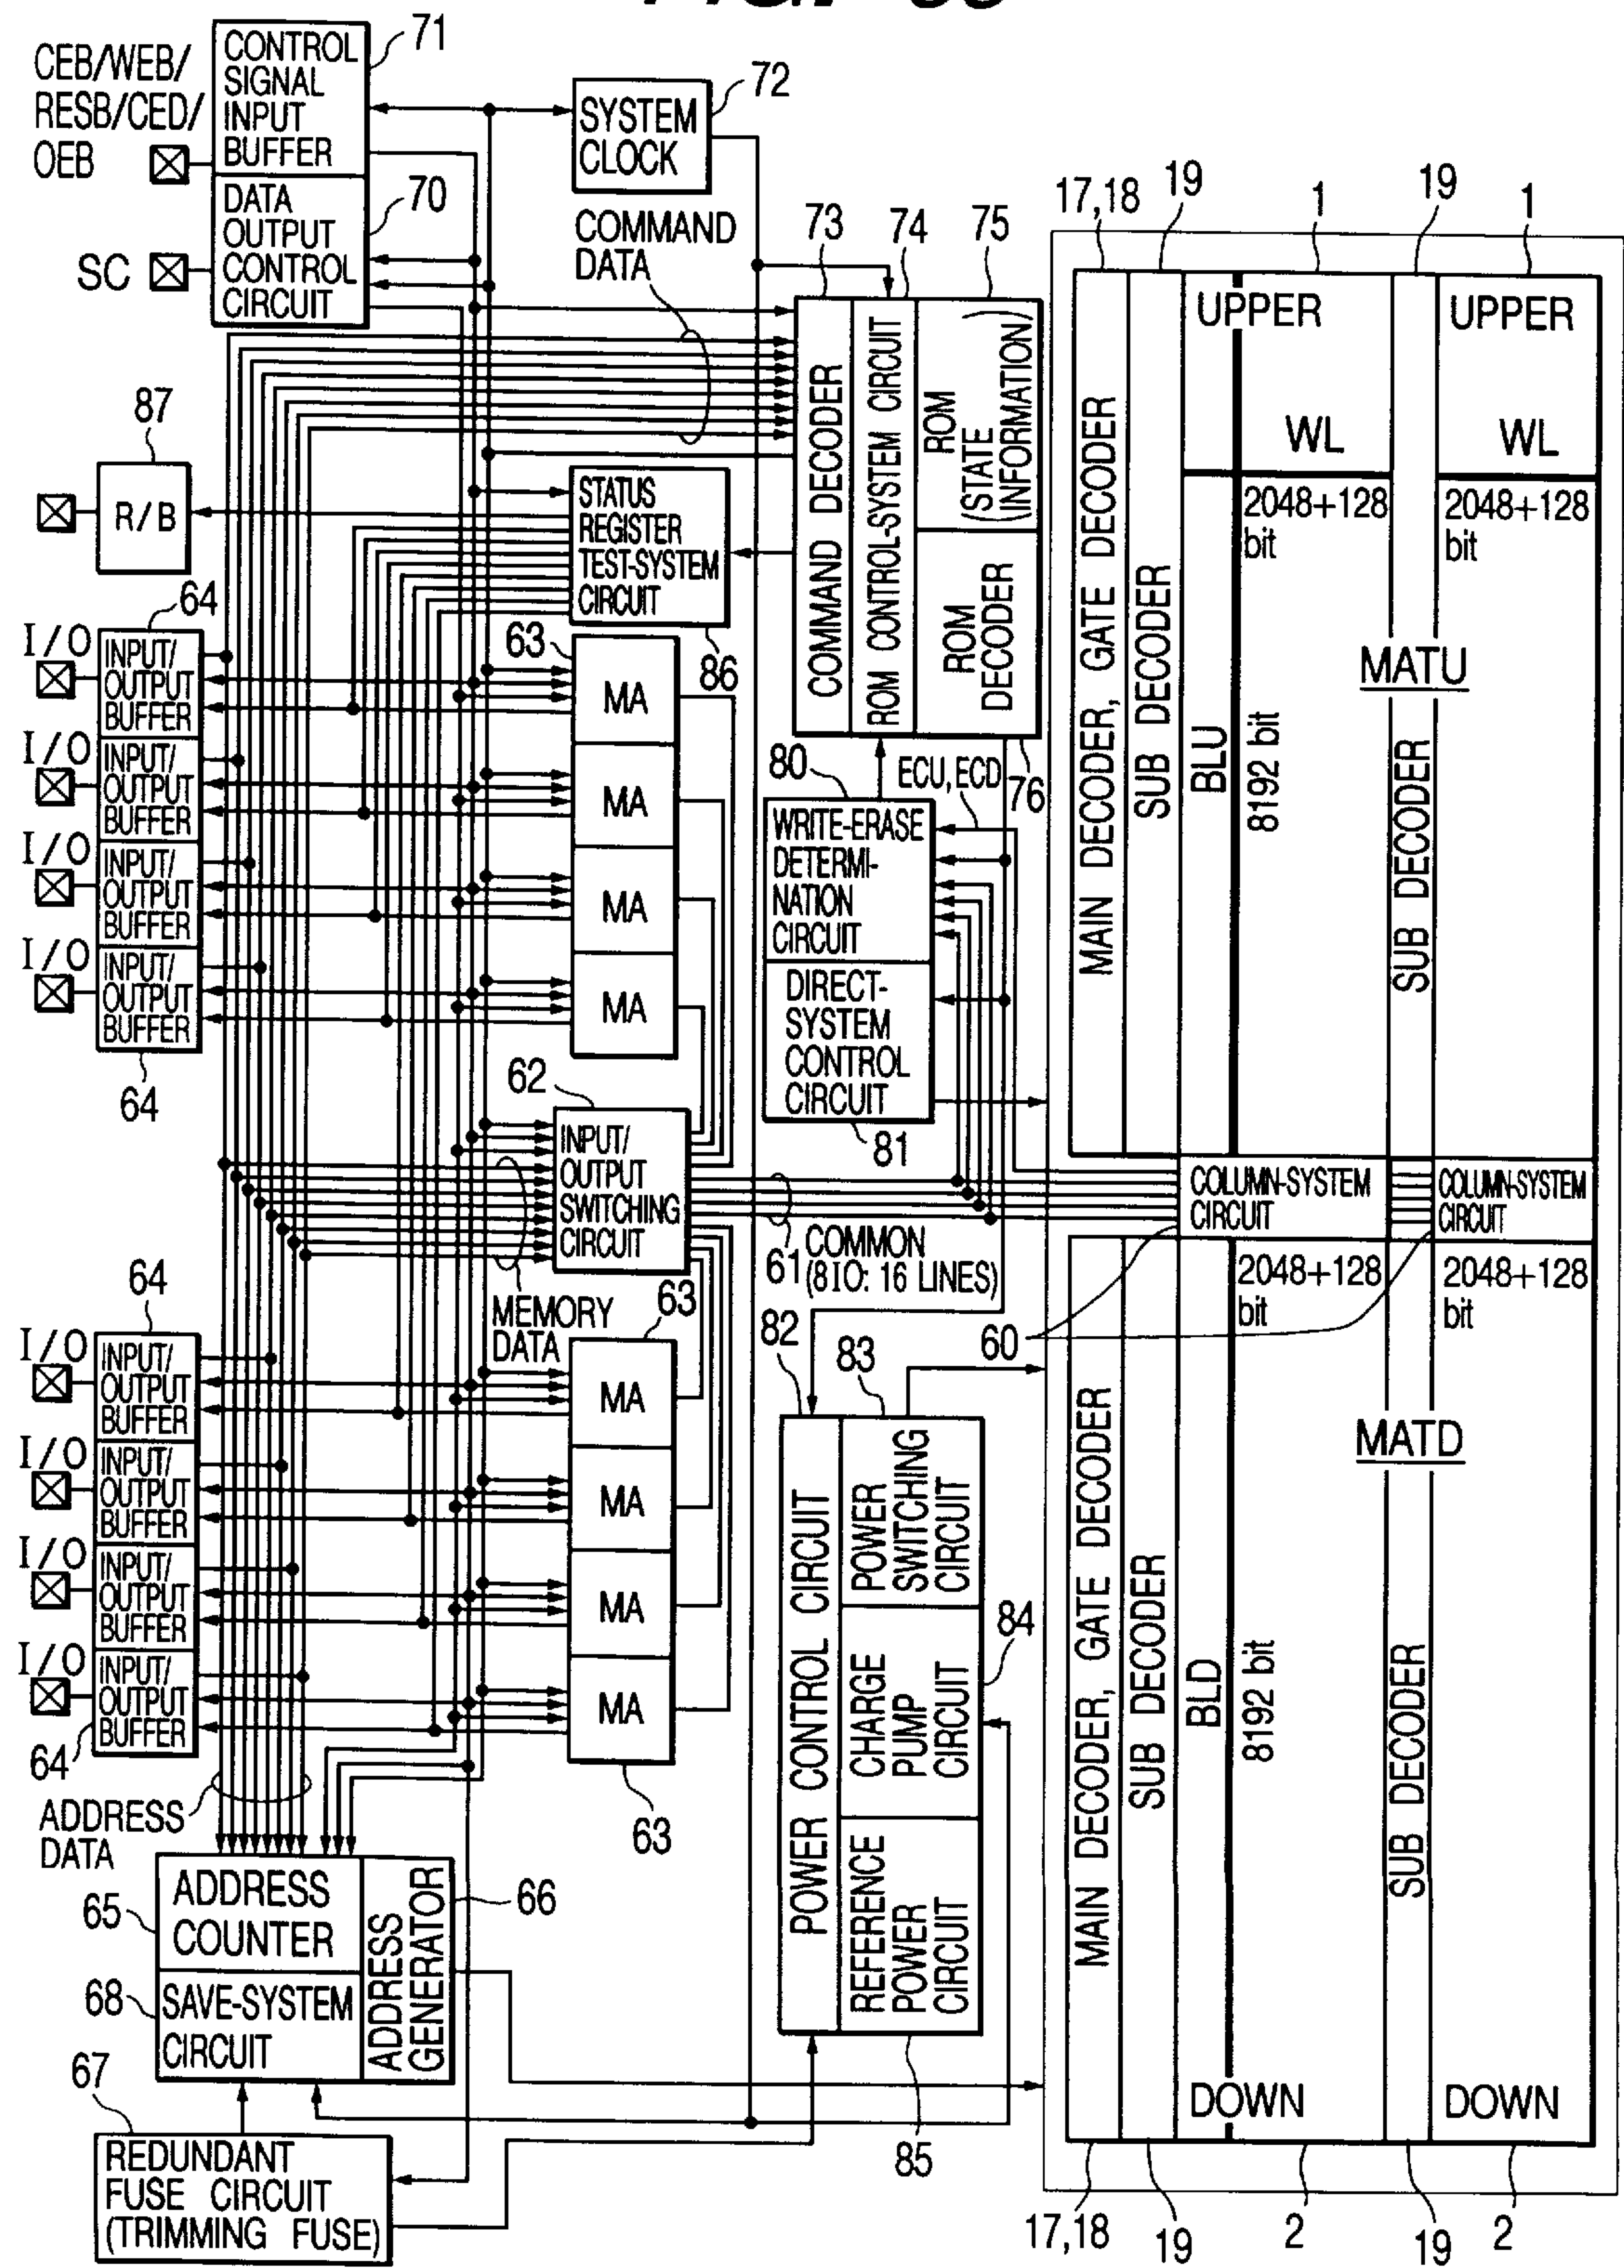 71
CEB/WEB/
RESB/CED/
OEB
CONTROL
SIGNAL
INPUT
BUFFER
72
SYSTEM
CLOCK
70
SC
DATA
OUTPUT
CONTROL
CIRCUIT
COMMAND
DATA
73
74
75
17,18
19
1
19
1
COMMAND DECODER
ROM CONTROL-SYSTEM CIRCUIT
ROM
(STATE
INFORMATION)
ROM
DECODER
76
87
R/B
STATUS
REGISTER
TEST-SYSTEM
CIRCUIT
86
MAIN DECODER, GATE DECODER
SUB DECODER
UPPER
UPPER
WL
WL
2048+128
bit
2048+128
bit
BLU
8192 bit
MATU
SUB DECODER
64
I/O
INPUT/
OUTPUT
BUFFER
I/O
INPUT/
OUTPUT
BUFFER
I/O
INPUT/
OUTPUT
BUFFER
I/O
INPUT/
OUTPUT
BUFFER
64
63
MA
MA
MA
MA
80
ECU, ECD
WRITE-ERASE
DETERMI-
NATION
CIRCUIT
DIRECT-
SYSTEM
CONTROL
CIRCUIT
81
62
INPUT/
OUTPUT
SWITCHING
CIRCUIT
MEMORY
DATA
61
COMMON
(8IO: 16 LINES)
COLUMN-SYSTEM
CIRCUIT
COLUMN-SYSTEM
CIRCUIT
60
64
I/O
INPUT/
OUTPUT
BUFFER
I/O
INPUT/
OUTPUT
BUFFER
I/O
INPUT/
OUTPUT
BUFFER
I/O
INPUT/
OUTPUT
BUFFER
64
63
MA
MA
MA
MA
63
82
83
POWER CONTROL CIRCUIT
POWER
SWITCHING
CIRCUIT
84
CHARGE
PUMP
CIRCUIT
REFERENCE
POWER
CIRCUIT
85
MAIN DECODER, GATE DECODER
SUB DECODER
2048+128
bit
2048+128
bit
BLD
8192 bit
MATD
SUB DECODER
DOWN
DOWN
17,18
19
2
19
2
ADDRESS
DATA
65
ADDRESS
COUNTER
66
ADDRESS
GENERATOR
68
SAVE-SYSTEM
CIRCUIT
67
REDUNDANT
FUSE CIRCUIT
(TRIMMING FUSE)